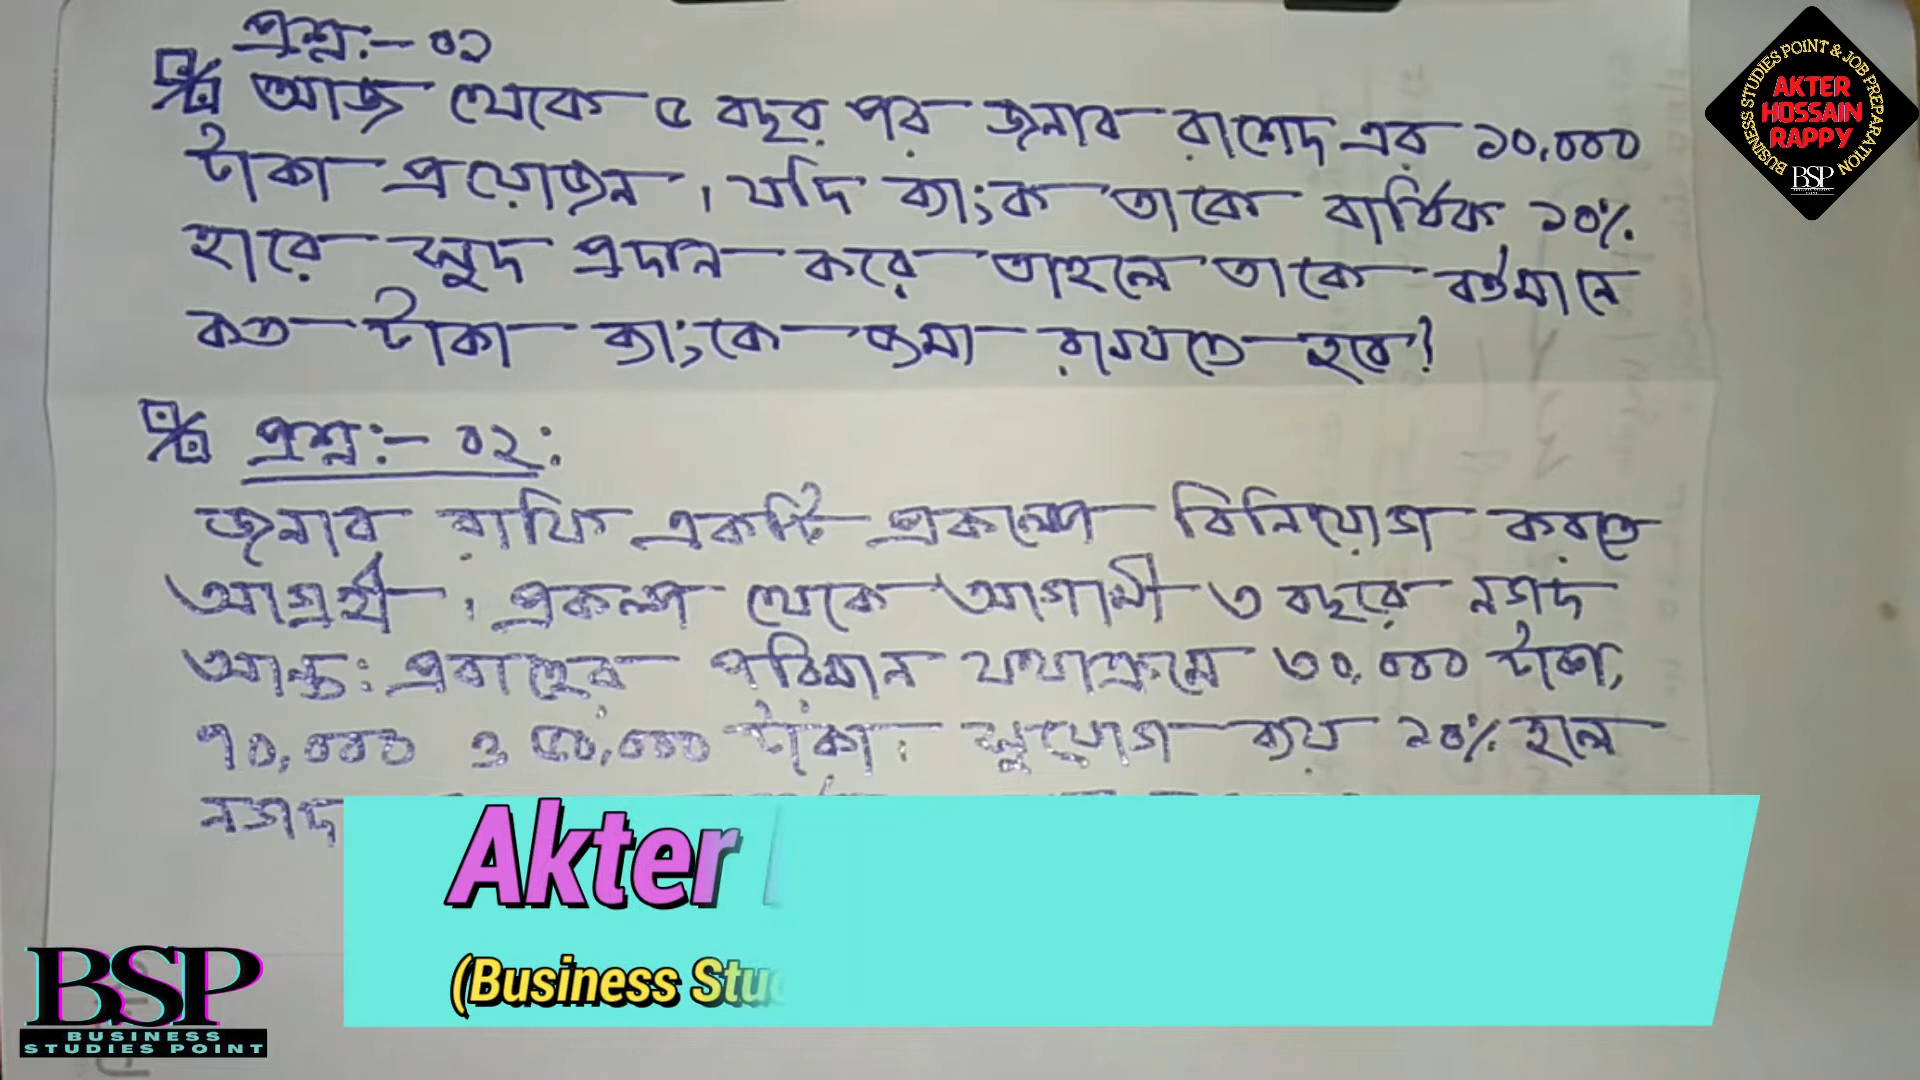 প্রশ্ন:- ০১
আজ থেকে ৫ বছর পর জনাব রাশেদ এর ১০,০০০
টাকা প্রয়োজন । যদি ব্যাংক তাকে বার্ষিক ১০%
হারে সুদ প্রদান করে তাহলে তাকে বর্তমানে
কত টাকা ব্যাংকে জমা রাখতে হবে?
প্রশ্ন:- ০২:
জনাব রাফি একটি প্রকল্পে বিনিয়োগ করতে
আগ্রহী । প্রকল্প থেকে আগামী ৩ বছরে নগদ
আন্ত: প্রবাহের পরিমান যথাক্রমে ৩০,০০০ টাকা,
৭০,০০০ ও ৫০,০০০ টাকা। সুযোগ ব্যয় ১০% হলে
নগদ
Akter
(Business Stu
BSP
BUSINESS
STUDIES POINT
BUSINESS STUDIES POINT & JOB PREPARATION
AKTER
HOSSAIN
RAPPY
BSP